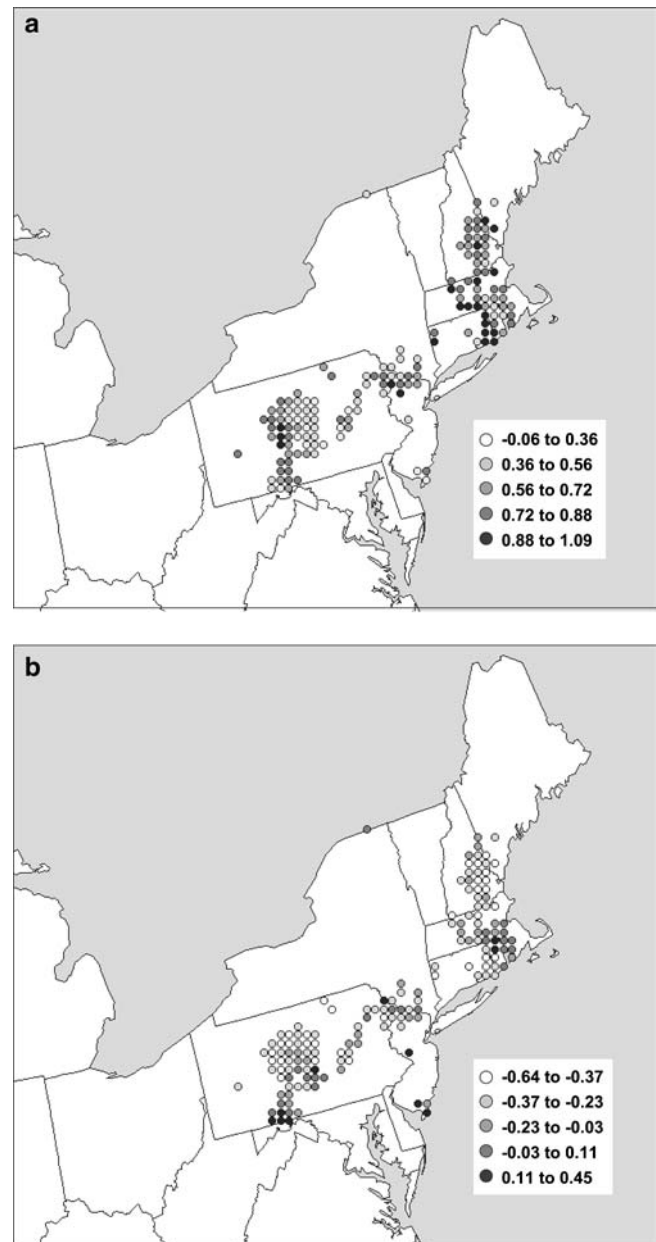 a
-0.06 to 0.36
0.36 to 0.56
0.56 to 0.72
0.72 to 0.88
0.88 to 1.09
b
-0.64 to -0.37
-0.37 to -0.23
-0.23 to -0.03
-0.03 to 0.11
0.11 to 0.45